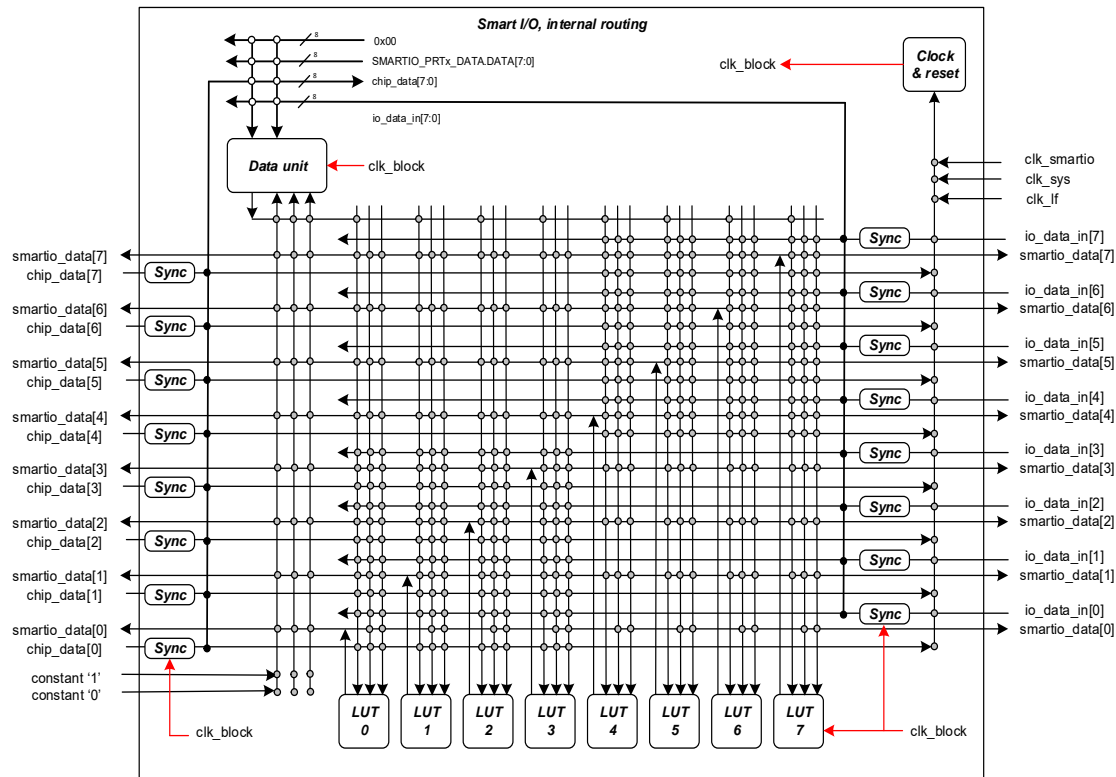 Smart I/O, internal routing
8
0x00
8
SMARTIO_PRTx_DATA.DATA[7:0]
8
chip_data[7:0]
8
io_data_in[7:0]
clk_block
Clock
& reset
Data unit
clk_block
clk_smartio
clk_sys
clk_lf
Sync
io_data_in[7]
smartio_data[7]
smartio_data[7]
chip_data[7]
Sync
Sync
io_data_in[6]
smartio_data[6]
smartio_data[6]
chip_data[6]
Sync
Sync
io_data_in[5]
smartio_data[5]
smartio_data[5]
chip_data[5]
Sync
Sync
io_data_in[4]
smartio_data[4]
smartio_data[4]
chip_data[4]
Sync
Sync
io_data_in[3]
smartio_data[3]
smartio_data[3]
chip_data[3]
Sync
Sync
io_data_in[2]
smartio_data[2]
smartio_data[2]
chip_data[2]
Sync
Sync
io_data_in[1]
smartio_data[1]
smartio_data[1]
chip_data[1]
Sync
Sync
io_data_in[0]
smartio_data[0]
smartio_data[0]
chip_data[0]
Sync
constant ‘1’
constant ‘0’
LUT
0
LUT
1
LUT
2
LUT
3
LUT
4
LUT
5
LUT
6
LUT
7
clk_block
clk_block